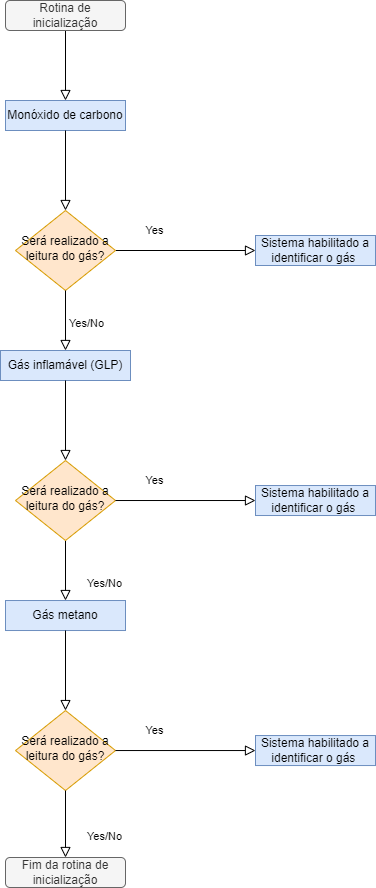 Rotina de
inicialização
Monóxido de carbono
Será realizado a
leitura do gás?
Yes
Sistema habilitado a
identificar o gás
Yes/No
Gás inflamável (GLP)
Será realizado a
leitura do gás?
Yes
Sistema habilitado a
identificar o gás
Yes/No
Gás metano
Será realizado a
leitura do gás?
Yes
Sistema habilitado a
identificar o gás
Yes/No
Fim da rotina de
inicialização